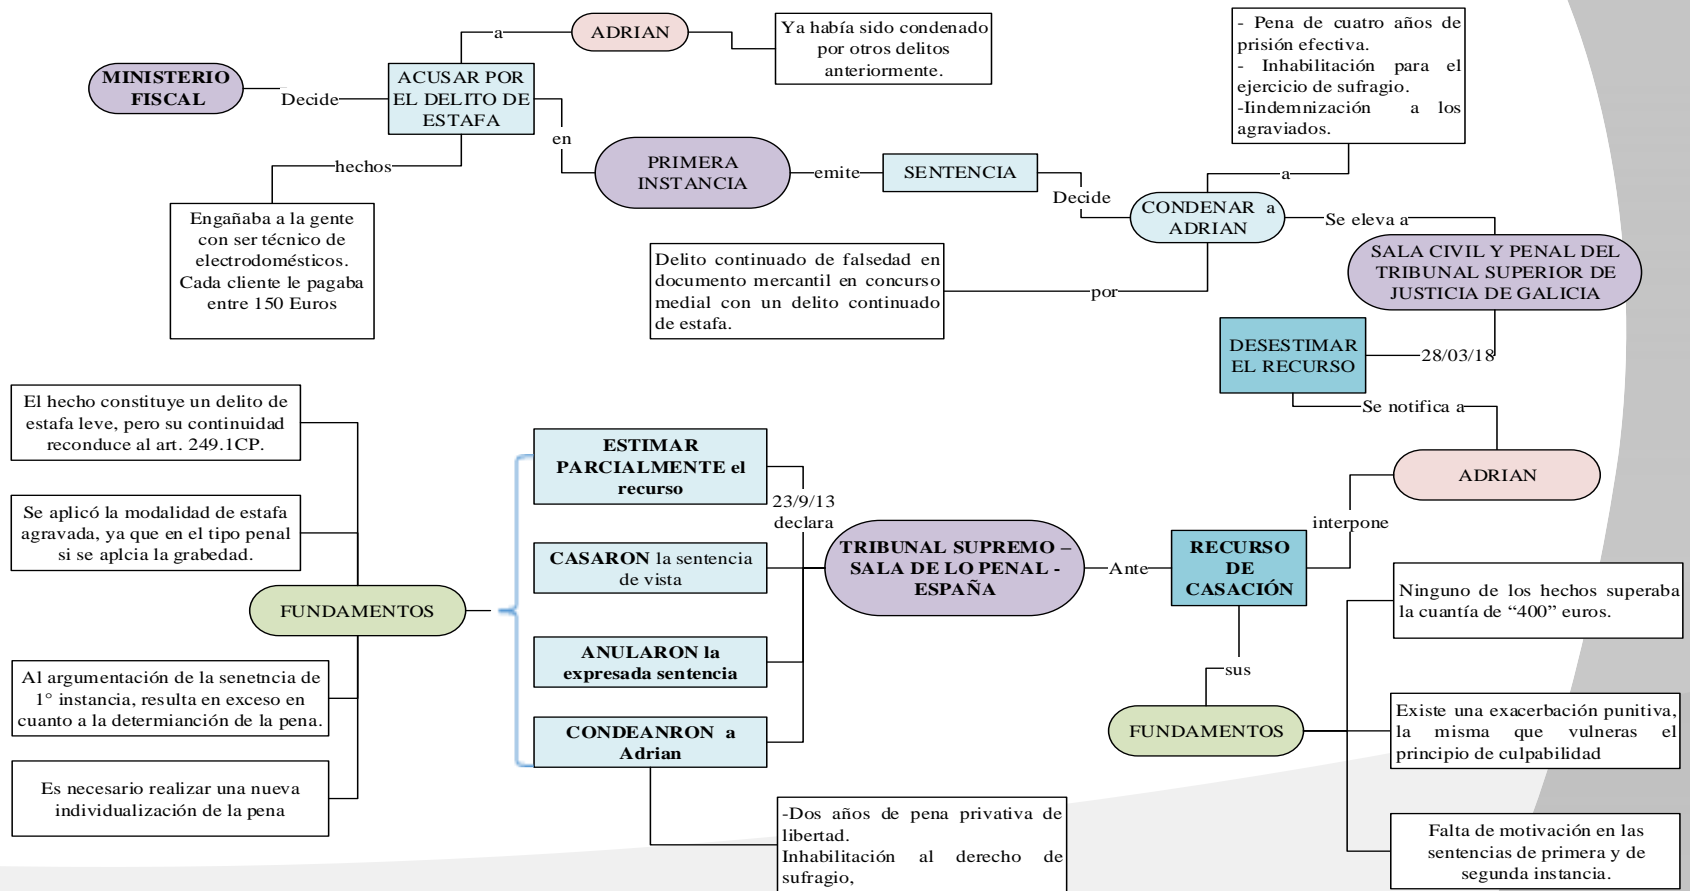 MINISTERIO
FISCAL
Decide
ACUSAR POR
EL DELITO DE
ESTAFA
a
ADRIAN
Ya había sido condenado
por otros delitos
anteriormente.
hechos
Engañaba a la gente
con ser técnico de
electrodomésticos.
Cada cliente le pagaba
entre 150 Euros
en
PRIMERA
INSTANCIA
emite
SENTENCIA
Decide
CONDENAR a
ADRIAN
a
- Pena de cuatro años de
prisión efectiva.
- Inhabilitación para el
ejercicio de sufragio.
-Iindemnización a los
agraviados.
por
Delito continuado de falsedad en
documento mercantil en concurso
medial con un delito continuado
de estafa.
Se eleva a
SALA CIVIL Y PENAL DEL
TRIBUNAL SUPERIOR DE
JUSTICIA DE GALICIA
28/03/18
DESESTIMAR
EL RECURSO
Se notifica a
ADRIAN
interpone
RECURSO
DE
CASACIÓN
sus
FUNDAMENTOS
Ninguno de los hechos superaba
la cuantía de “400” euros.
Existe una exacerbación punitiva,
la misma que vulneras el
principio de culpabilidad
Falta de motivación en las
sentencias de primera y de
segunda instancia.
Ante
TRIBUNAL SUPREMO –
SALA DE LO PENAL -
ESPAÑA
23/9/13
declara
ESTIMAR
PARCIALMENTE el
recurso
CASARON la sentencia
de vista
ANULARON la
expresada sentencia
CONDEANRON a
Adrian
-Dos años de pena privativa de
libertad.
Inhabilitación al derecho de
sufragio,
FUNDAMENTOS
El hecho constituye un delito de
estafa leve, pero su continuidad
reconduce al art. 249.1CP.
Se aplicó la modalidad de estafa
agravada, ya que en el tipo penal
si se aplcia la grabedad.
Al argumentación de la senetncia de
1° instancia, resulta en exceso en
cuanto a la determianción de la pena.
Es necesario realizar una nueva
individualización de la pena